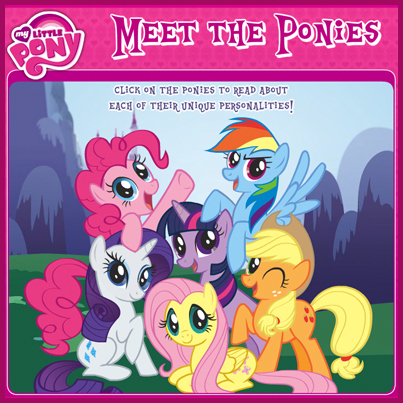 my LITTLE
PONY
MEET THE PONIES
CLICK ON THE PONIES TO READ ABOUT
EACH OF THEIR UNIQUE PERSONALITIES!